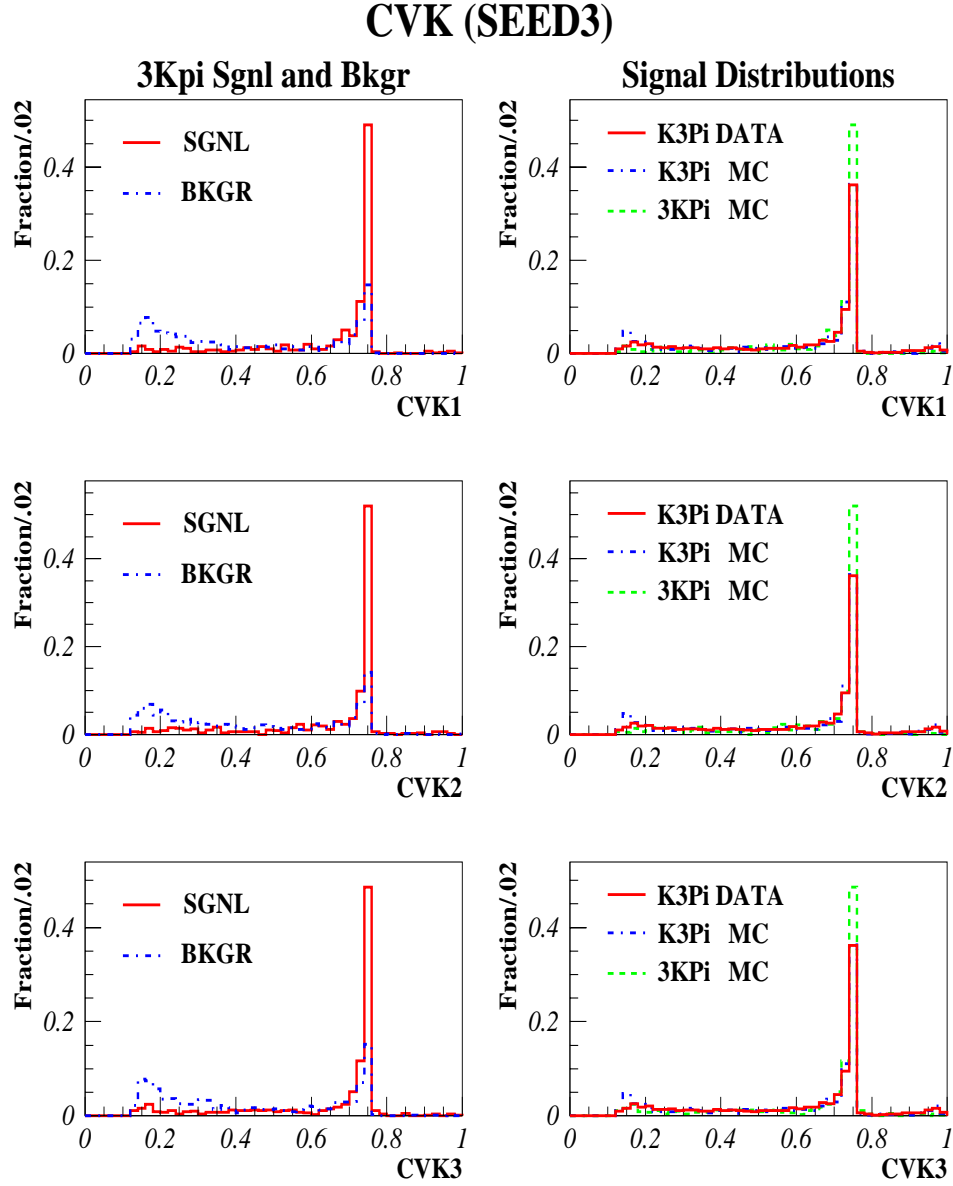 CVK (SEED3)
3Kpi Sgnl and Bkgr
Fraction/.02
SGNL
BKGR
0.4
0.2
0
0 0.2 0.4 0.6 0.8 1
CVK1
Signal Distributions
Fraction/.02
K3Pi DATA
K3Pi MC
3KPi MC
0.4
0.2
0
0 0.2 0.4 0.6 0.8 1
CVK1
Fraction/.02
SGNL
BKGR
0.4
0.2
0
0 0.2 0.4 0.6 0.8 1
CVK2
Fraction/.02
K3Pi DATA
K3Pi MC
3KPi MC
0.4
0.2
0
0 0.2 0.4 0.6 0.8 1
CVK2
Fraction/.02
SGNL
BKGR
0.4
0.2
0
0 0.2 0.4 0.6 0.8 1
CVK3
Fraction/.02
K3Pi DATA
K3Pi MC
3KPi MC
0.4
0.2
0
0 0.2 0.4 0.6 0.8 1
CVK3